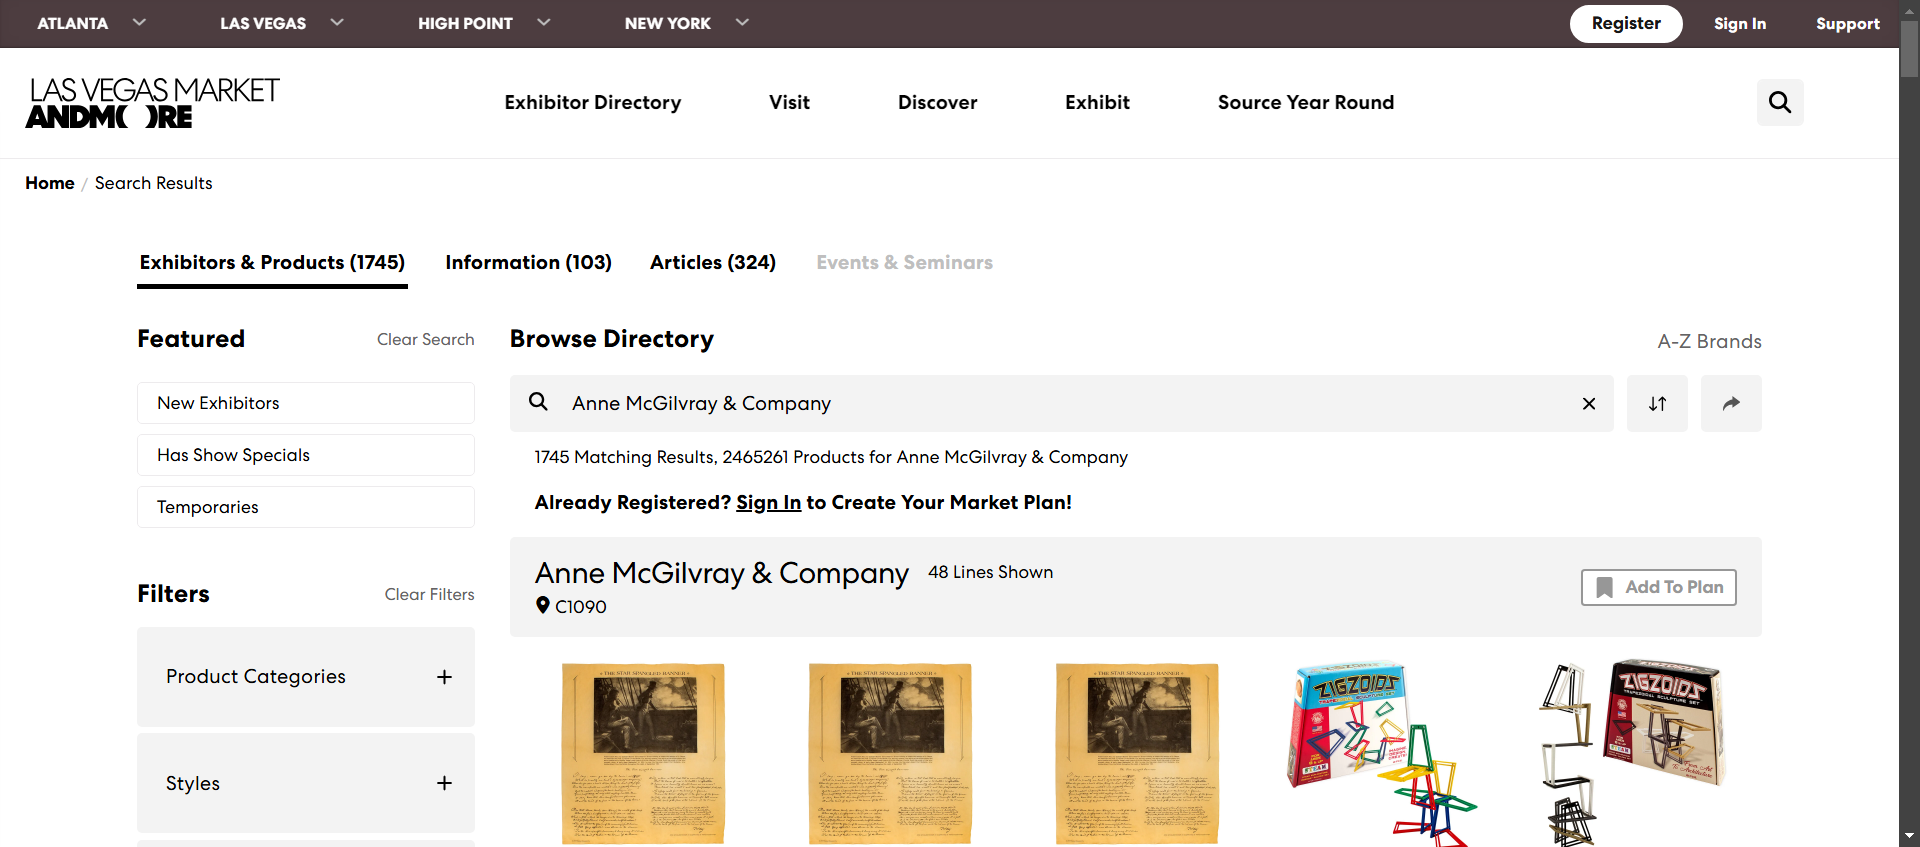 ATLANTA
LAS VEGAS
HIGH POINT
NEW YORK
Register
Sign In
Support
LAS VEGAS MARKET
ANDMORE
Exhibitor Directory
Visit
Discover
Exhibit
Source Year Round
Home / Search Results
Exhibitors & Products (1745)
Information (103)
Articles (324)
Events & Seminars
Featured
Clear Search
New Exhibitors
Has Show Specials
Temporaries
Filters
Clear Filters
Product Categories
Styles
Browse Directory
A-Z Brands
Anne McGilvray & Company
1745 Matching Results, 2465261 Products for Anne McGilvray & Company
Already Registered? Sign In to Create Your Market Plan!
Anne McGilvray & Company
48 Lines Shown
C1090
Add To Plan
THE STAR SPANGLED BANNER
THE STAR SPANGLED BANNER
THE STAR SPANGLED BANNER
ZIGZOIDS
ZIGZOIDS